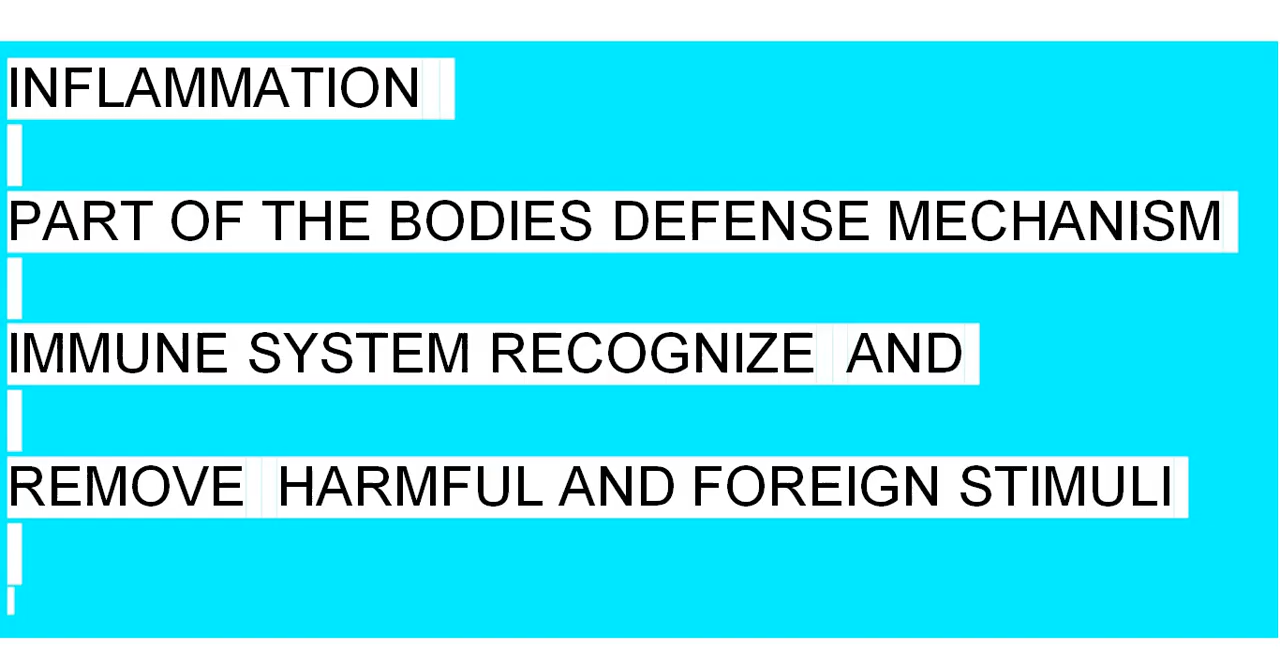 INFLAMMATION
PART OF THE BODIES DEFENSE MECHANISM
IMMUNE SYSTEM RECOGNIZE AND
REMOVE HARMFUL AND FOREIGN STIMULI